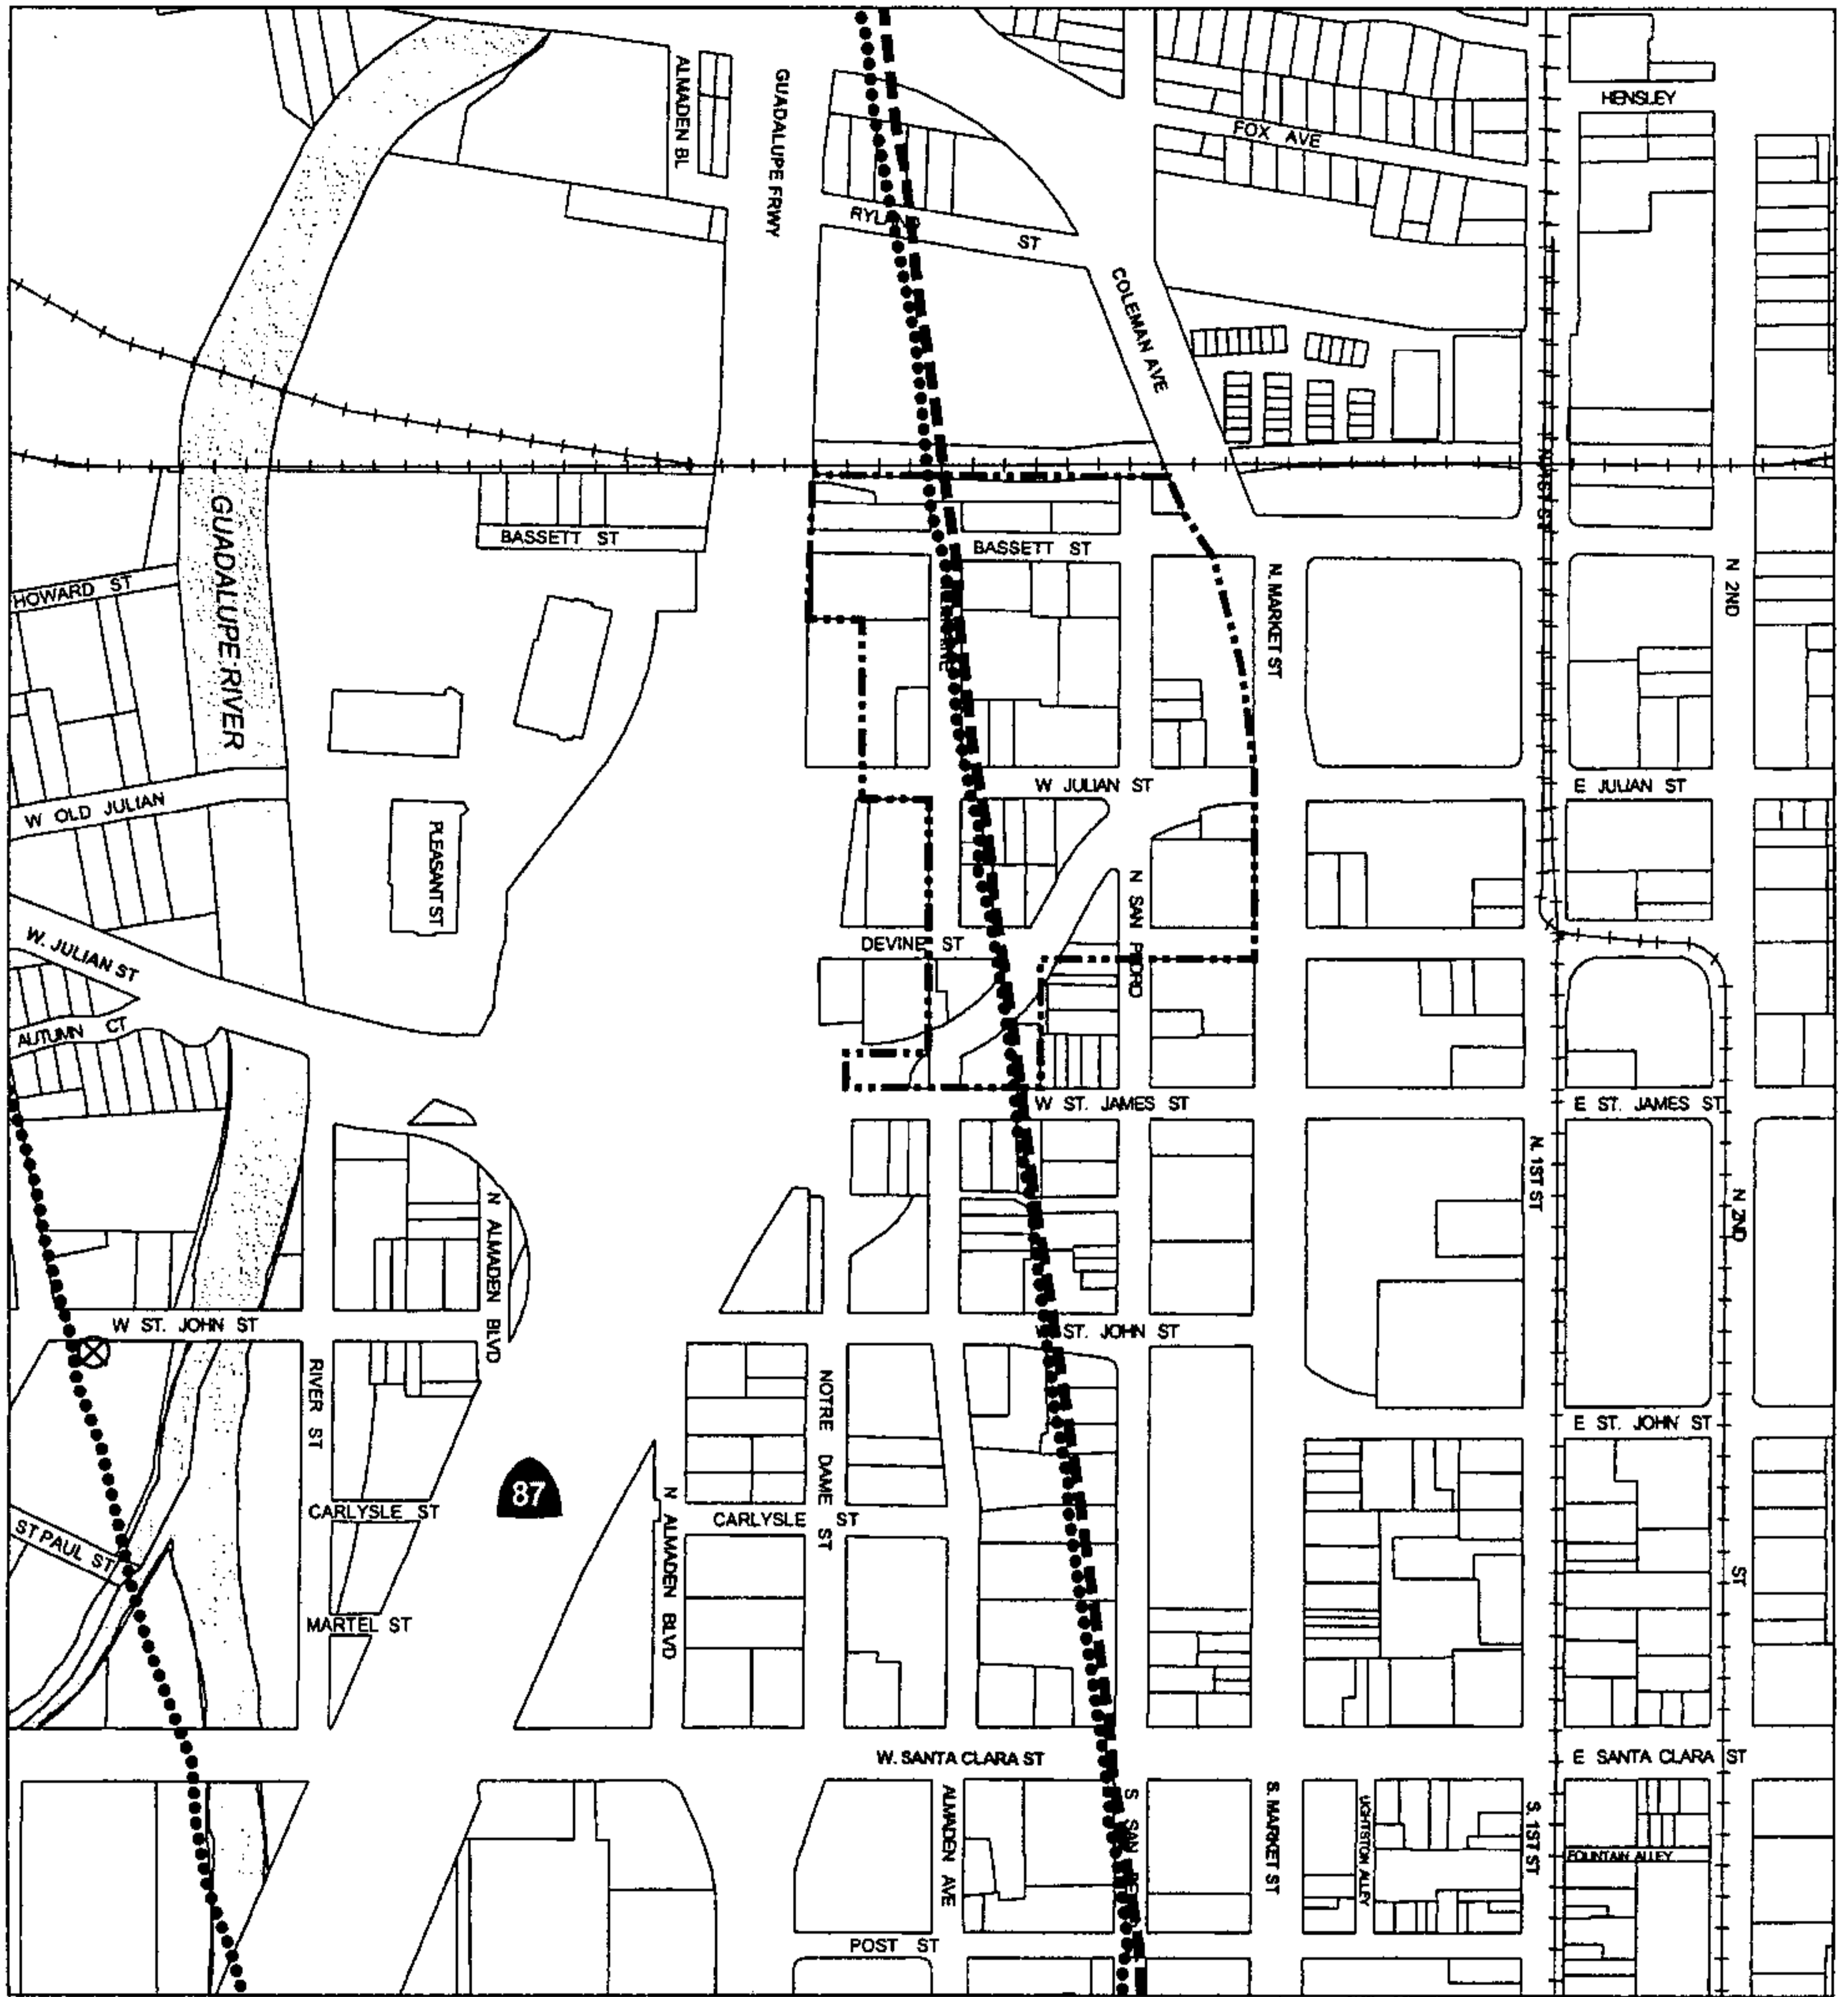 HENSLEY
ALMADEN BL
GUADALUPE FRWY
FOX AVE
ST
COLEMAN AVE
GUADALUPE RIVER
BASSETT ST
BASSETT ST
HOWARD ST
N. MARKET ST
N 2ND
W JULIAN ST
E JULIAN ST
W OLD JULIAN
PLEASANT ST
N SAN
W. JULIAN ST
DEVINE ST
AUTUMN CT
W ST. JAMES ST
E ST. JAMES ST
N. 1ST ST
N 2ND
N ALMADEN BLVD
W ST. JOHN ST
ST. JOHN ST
RIVER ST
NOTRE DAME ST
E ST. JOHN ST
87
N ALMADEN BLVD
CARLYSLE ST
CARLYSLE ST
ST PAUL ST
ST
MARTEL ST
W. SANTA CLARA ST
E SANTA CLARA ST
ALMADEN AVE
S
S. MARKET ST
LIGHTSTON ALLEY
S. 1ST ST
FOUNTAIN ALLEY
POST ST